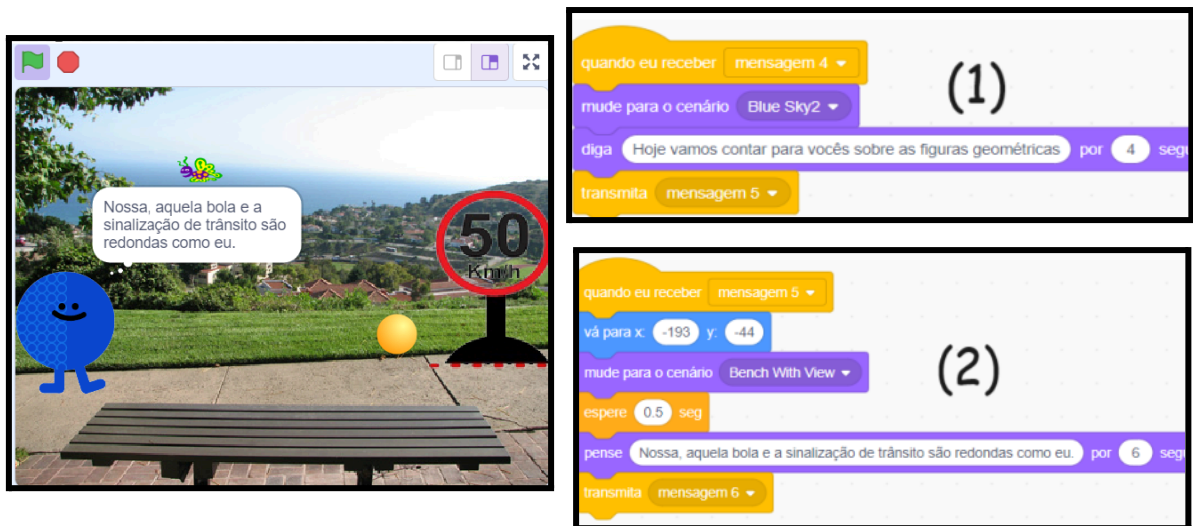 Nossa, aquela bola e a
sinalização de trânsito são
redondas como eu.
50
Km/h
quando eu receber mensagem 4
mude para o cenário Blue Sky2
diga Hoje vamos contar para vocês sobre as figuras geométricas por 4 seg
transmita mensagem 5
(1)
quando eu receber mensagem 5
vá para x: -193 y: -44
mude para o cenário Bench With View
espere 0.5 seg
pense Nossa, aquela bola e a sinalização de trânsito são redondas como eu. por 6 seg
transmita mensagem 6
(2)